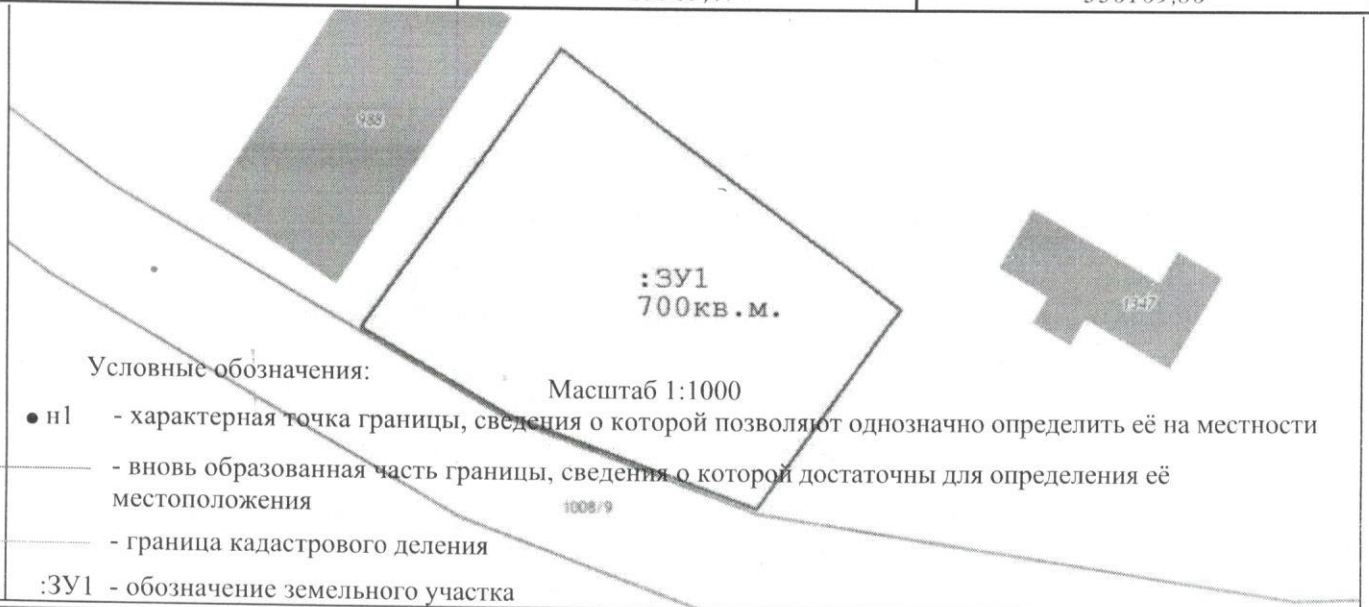 988
:ЗУ1
700кв.м.
1347
Условные обозначения:
Масштаб 1:1000
● н1 - характерная точка границы, сведения о которой позволяют однозначно определить её на местности
- вновь образованная часть границы, сведения о которой достаточны для определения её
местоположения
1008/9
- граница кадастрового деления
:ЗУ1 - обозначение земельного участка